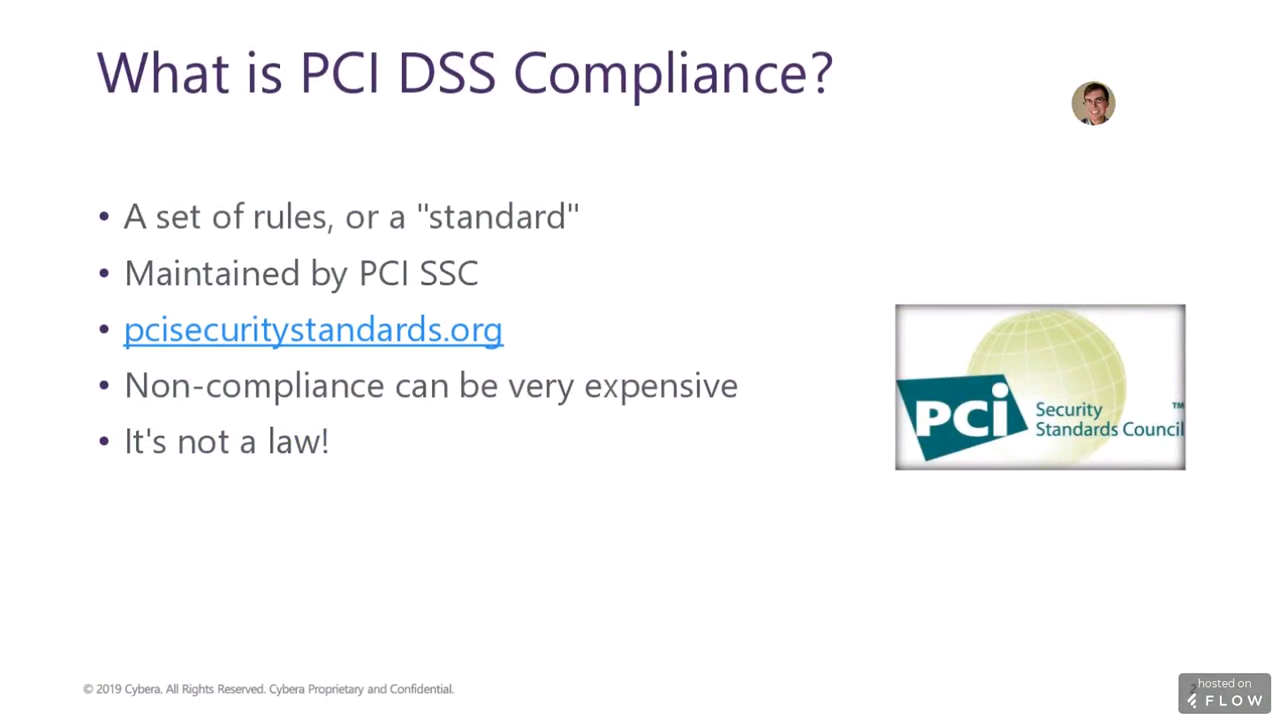 What is PCI DSS Compliance?
• A set of rules, or a "standard"
• Maintained by PCI SSC
• pcisecuritystandards.org
• Non-compliance can be very expensive
• It's not a law!
PCi
Security
Standards Council
TM
© 2019 Cybera. All Rights Reserved. Cybera Proprietary and Confidential.
hosted on
FLOW